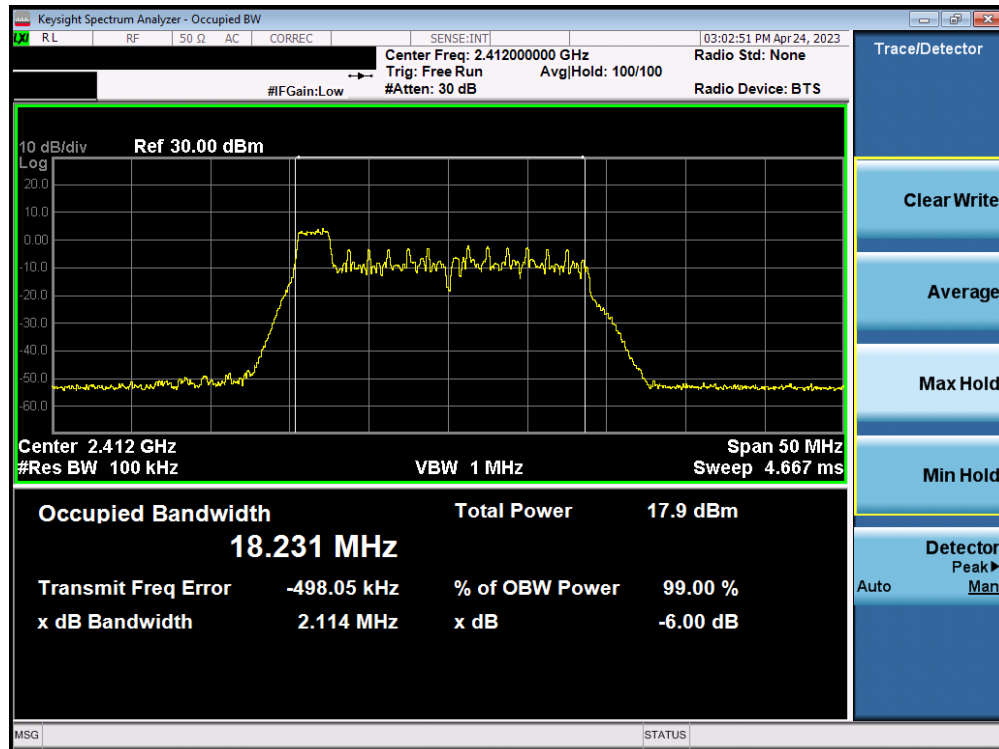 Keysight Spectrum Analyzer - Occupied BW
LXI RL RF 50 Ω AC CORREC SENSE:INT 03:02:51 PM Apr 24, 2023
Center Freq: 2.412000000 GHz Radio Std: None
Trig: Free Run Avg|Hold: 100/100
#IFGain:Low #Atten: 30 dB Radio Device: BTS
10 dB/div Ref 30.00 dBm
Log
20.0
10.0
0.00
-10.0
-20.0
-30.0
-40.0
-50.0
-60.0
Center 2.412 GHz Span 50 MHz
#Res BW 100 kHz VBW 1 MHz Sweep 4.667 ms
Occupied Bandwidth Total Power 17.9 dBm
18.231 MHz
Transmit Freq Error -498.05 kHz % of OBW Power 99.00 %
x dB Bandwidth 2.114 MHz x dB -6.00 dB
MSG STATUS
Trace/Detector
Clear Write
Average
Max Hold
Min Hold
Detector
Peak▶
Auto Man